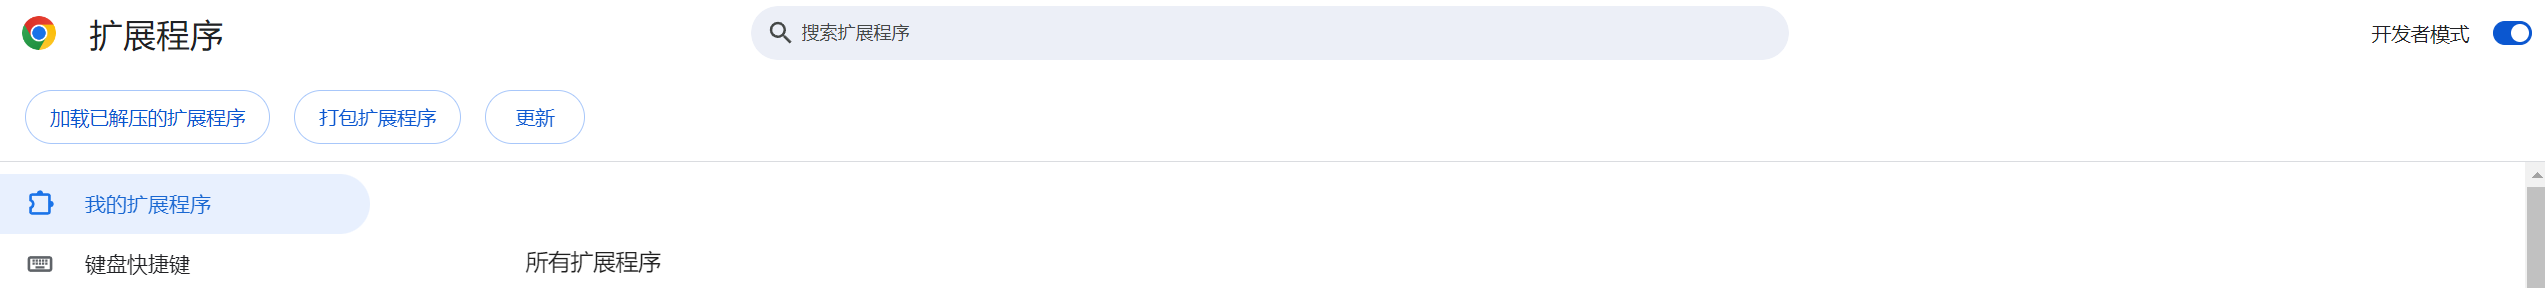 扩展程序
搜索扩展程序
开发者模式
加载已解压的扩展程序
打包扩展程序
更新
我的扩展程序
键盘快捷键
所有扩展程序